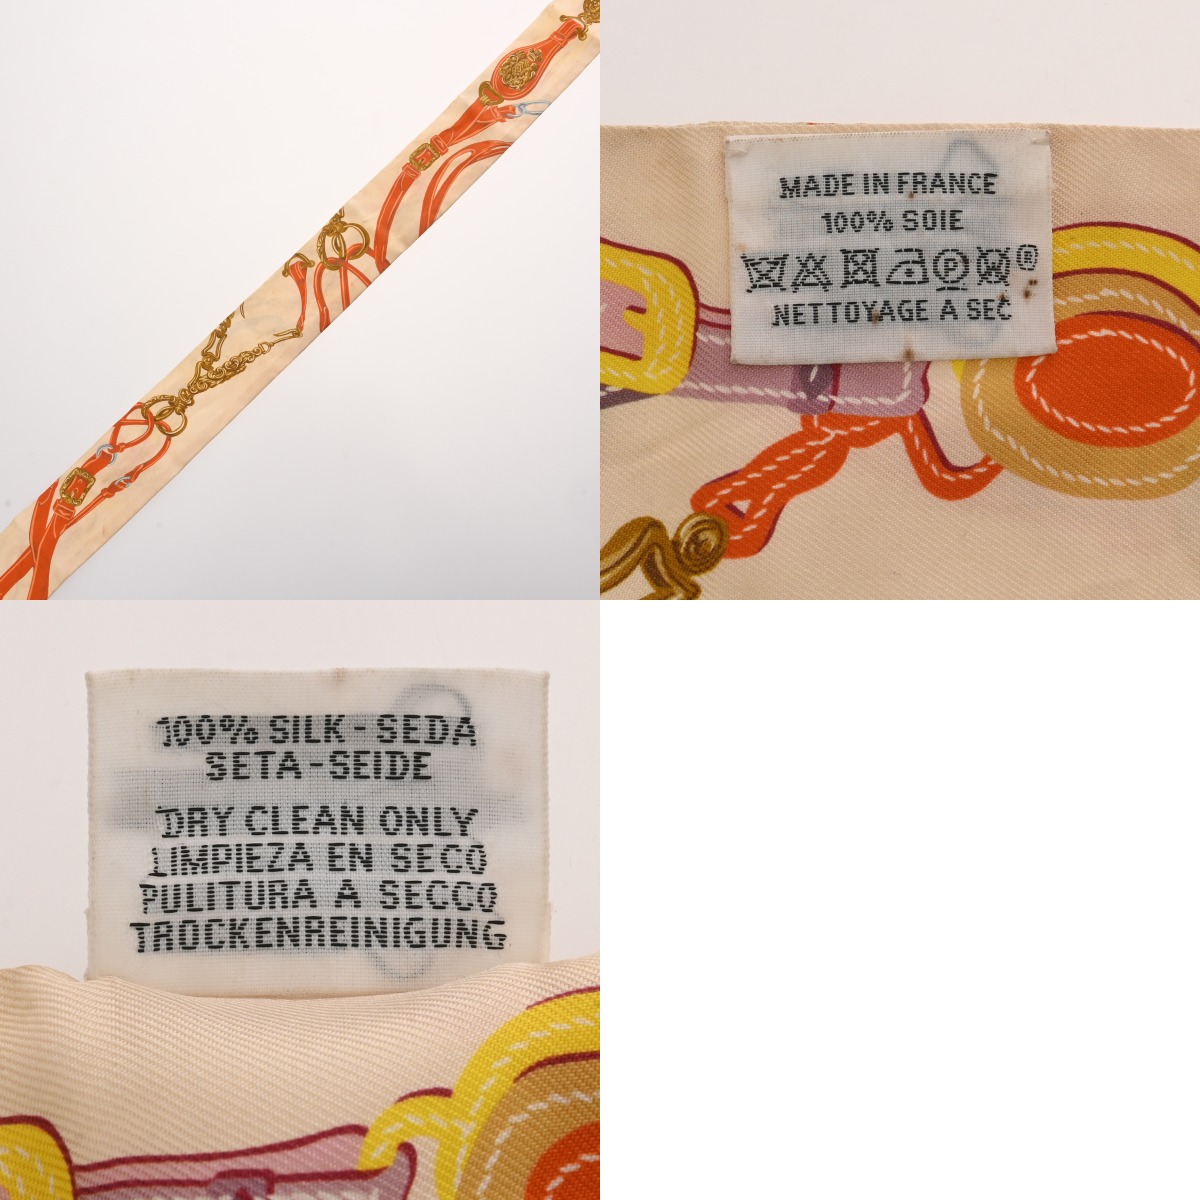 MADE IN FRANCE
100% SOIE
P ®
NETTOYAGE A SEC
100% SILK - SEDA
SETA - SEIDE
DRY CLEAN ONLY
LIMPIEZA EN SECO
PULITURA A SECCO
TROCKENREINIGUNG